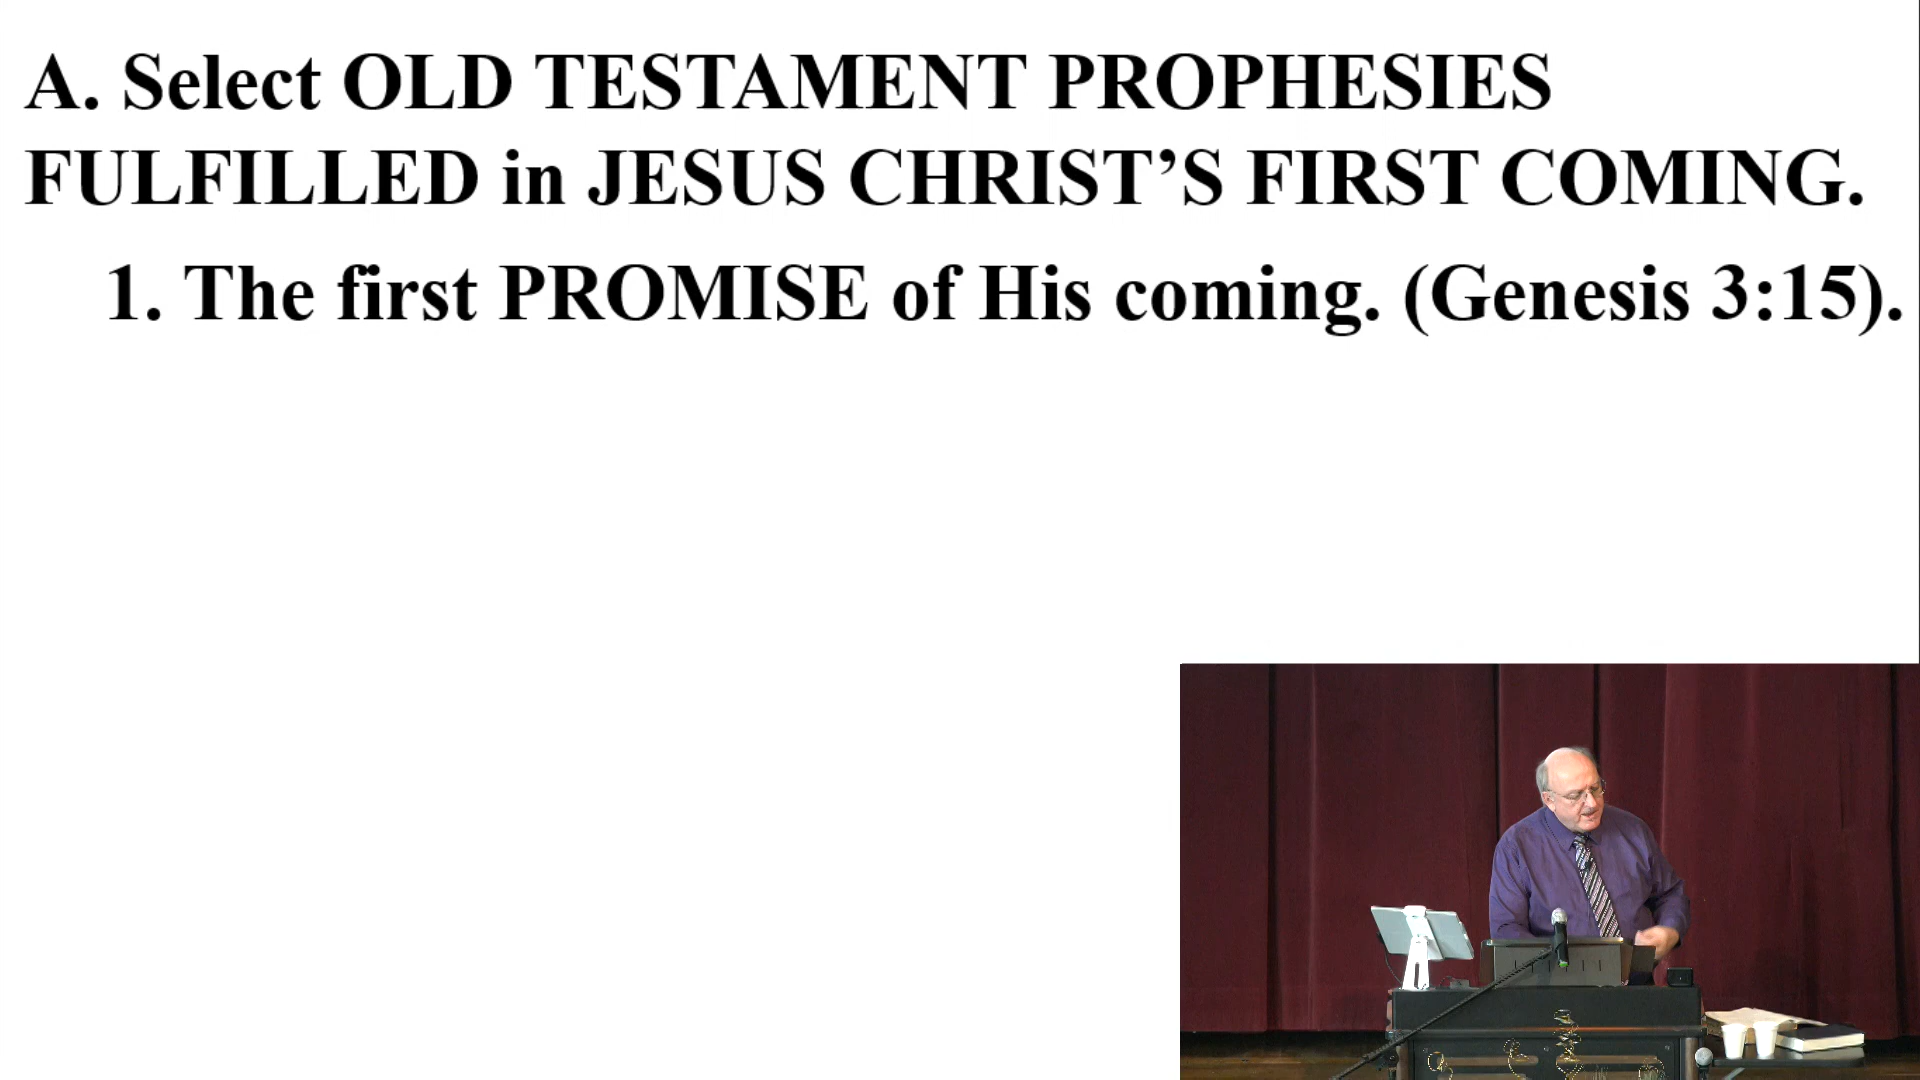 A. Select OLD TESTAMENT PROPHESIES
FULFILLED in JESUS CHRIST’S FIRST COMING.
1. The first PROMISE of His coming. (Genesis 3:15).